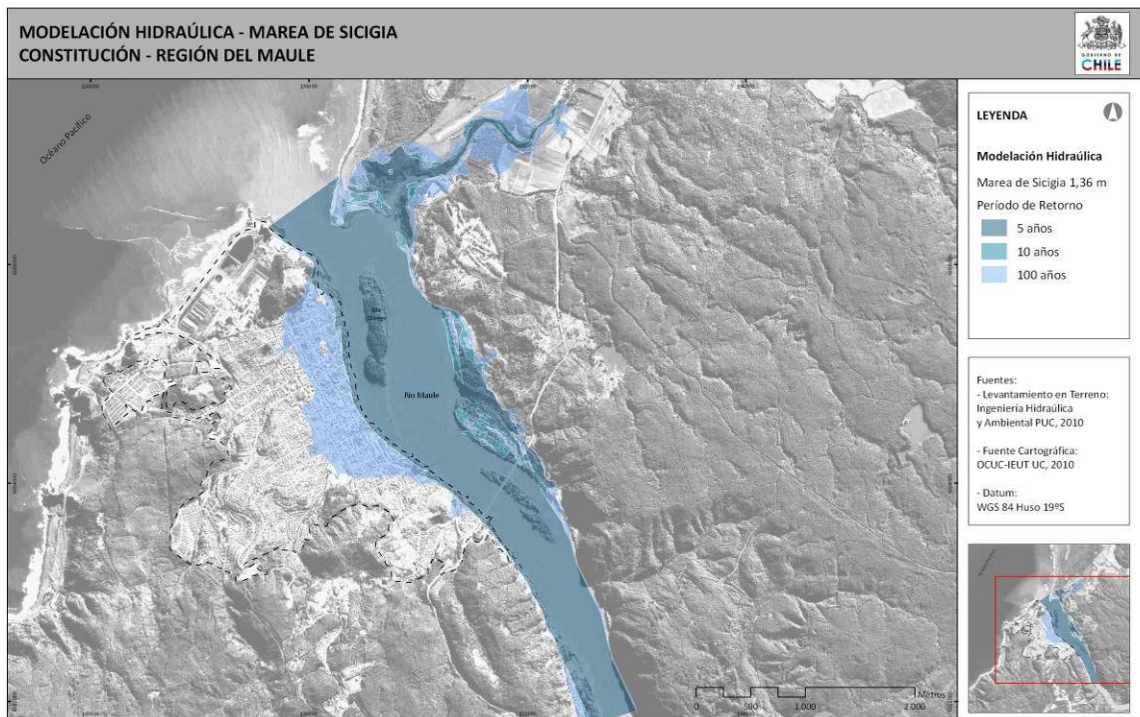 MODELACIÓN HIDRAÚLICA - MAREA DE SICIGIA
CONSTITUCIÓN - REGIÓN DEL MAULE
GOBIERNO DE
CHILE
Océano Pacífico
Río Maule
0 500 1.000 2.000
Metros
LEYENDA
Modelación Hidraúlica
Marea de Sicigia 1,36 m
Período de Retorno
5 años
10 años
100 años
Fuentes:
- Levantamiento en Terreno:
Ingeniería Hidraúlica
y Ambiental PUC, 2010
- Fuente Cartográfica:
OCUC-IEUT UC, 2010
- Datum:
WGS 84 Huso 19ºS